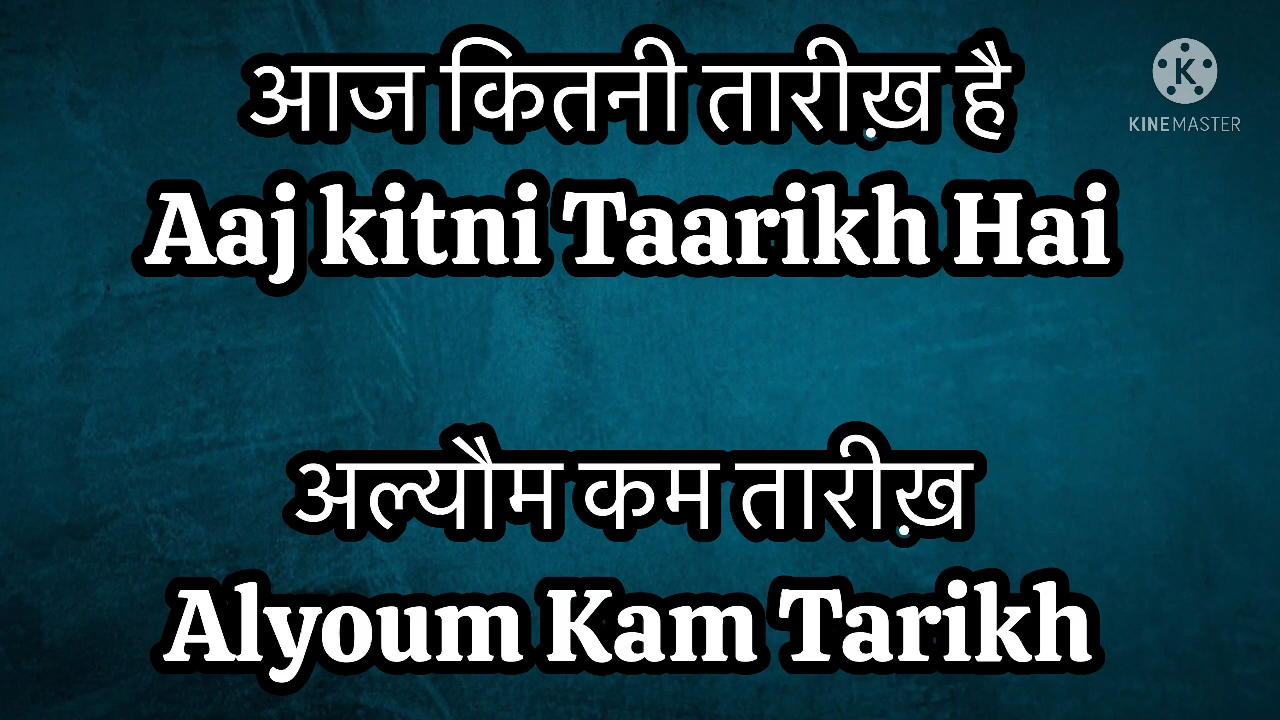 आज कितनी तारीख़ है
KINEMASTER
Aaj kitni Taarikh Hai
अल्यौम कम तारीख़
Alyoum Kam Tarikh